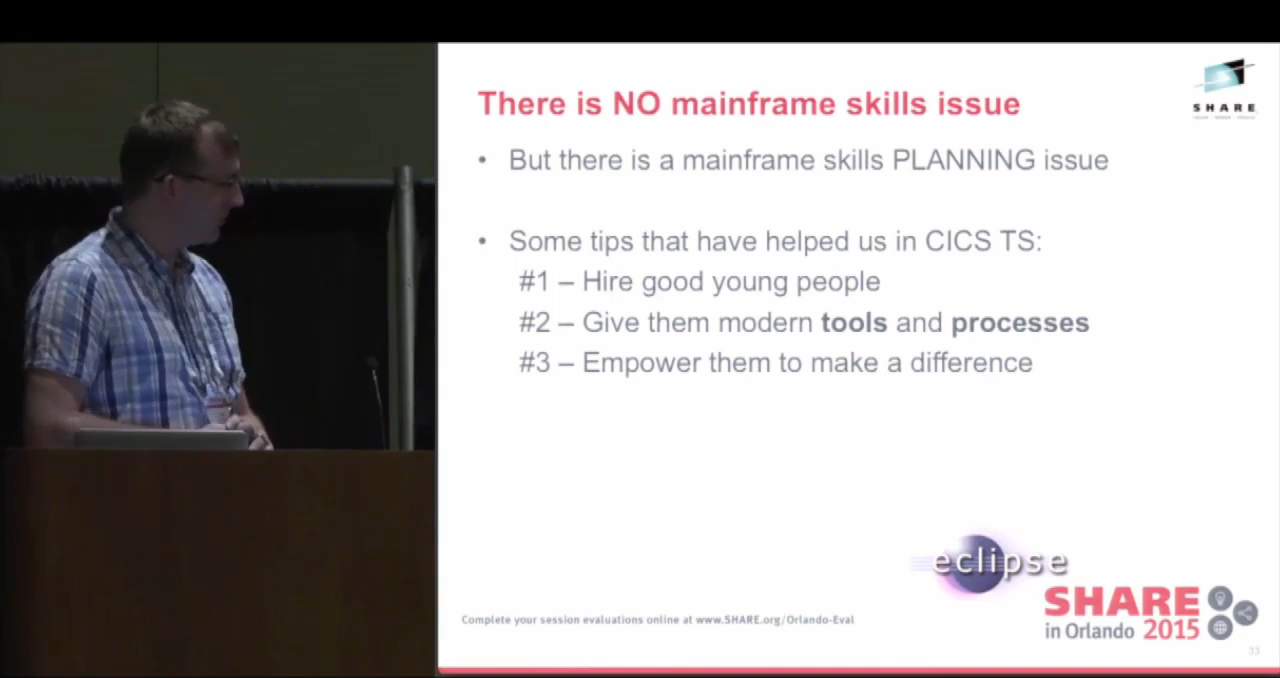 There is NO mainframe skills issue
SHARE
• But there is a mainframe skills PLANNING issue
• Some tips that have helped us in CICS TS:
#1 – Hire good young people
#2 – Give them modern tools and processes
#3 – Empower them to make a difference
eclipse
SHARE
in Orlando 2015
Complete your session evaluations online at www.SHARE.org/Orlando-Eval
33